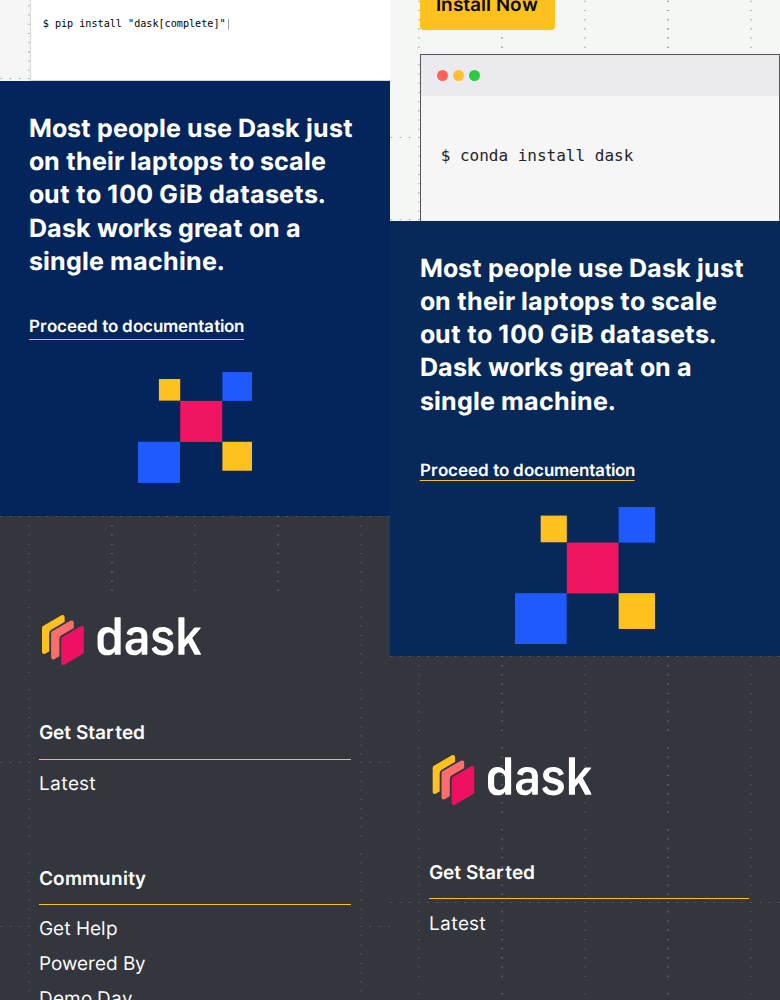 $ pip install "dask[complete]"
Most people use Dask just
on their laptops to scale
out to 100 GiB datasets.
Dask works great on a
single machine.
Proceed to documentation
dask
Get Started
Latest
Community
Get Help
Powered By
Demo Day
Install Now
$ conda install dask
Most people use Dask just
on their laptops to scale
out to 100 GiB datasets.
Dask works great on a
single machine.
Proceed to documentation
dask
Get Started
Latest